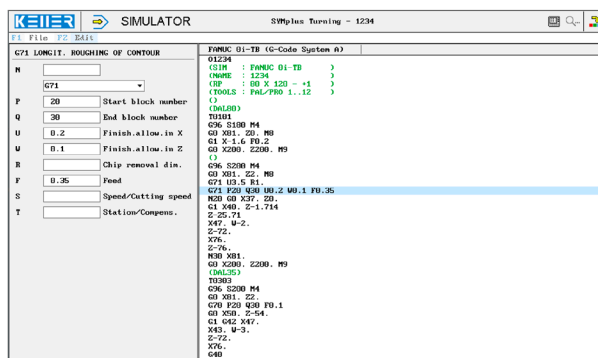 KELLER SIMULATOR SYMplus Turning - 1234
F1 File F2 Edit
G71 LONGIT. ROUGHING OF CONTOUR
N
G71
P 20 Start block number
Q 30 End block number
U 0.2 Finish.allow.in X
W 0.1 Finish.allow.in Z
R Chip removal dim.
F 0.35 Feed
S Speed/Cutting speed
T Station/Compens.
FANUC 0i-TB (G-Code System A)
O1234
(SIM : FANUC 0i-TB )
(NAME : 1234 )
(RP : 80 X 120 - +1 )
(TOOLS : PAL/PRO 1..12 )
()
(DAL80)
T0101
G96 S180 M4
G0 X81. Z0. M8
G1 X-1.6 F0.2
G0 X200. Z200. M9
()
G96 S200 M4
G0 X81. Z2. M8
G71 U3.5 R1.
G71 P20 Q30 U0.2 W0.1 F0.35
N20 G0 X37. Z0.
G1 X40. Z-1.714
Z-25.71
X47. W-2.
Z-72.
X76.
Z-76.
N30 X81.
G0 X200. Z200. M9
(DAL35)
T0303
G96 S200 M4
G0 X81. Z2.
G70 P20 Q30 F0.1
G0 X50. Z-54.
G1 G42 X47.
X43. W-3.
Z-72.
X76.
G40